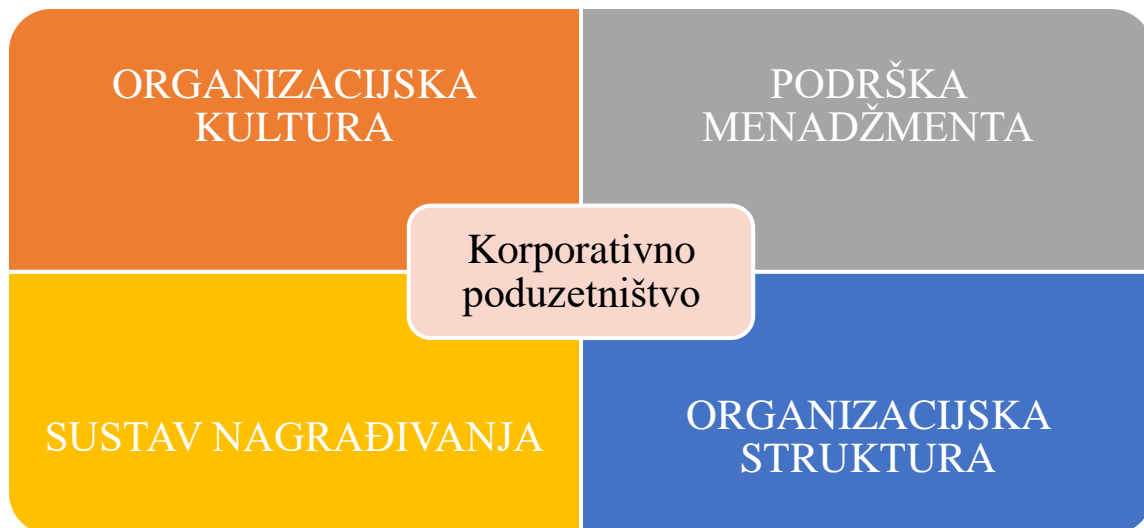 ORGANIZACIJSKA
KULTURA
PODRŠKA
MENADŽMENTA
Korporativno
poduzetništvo
SUSTAV NAGRAĐIVANJA
ORGANIZACIJSKA
STRUKTURA